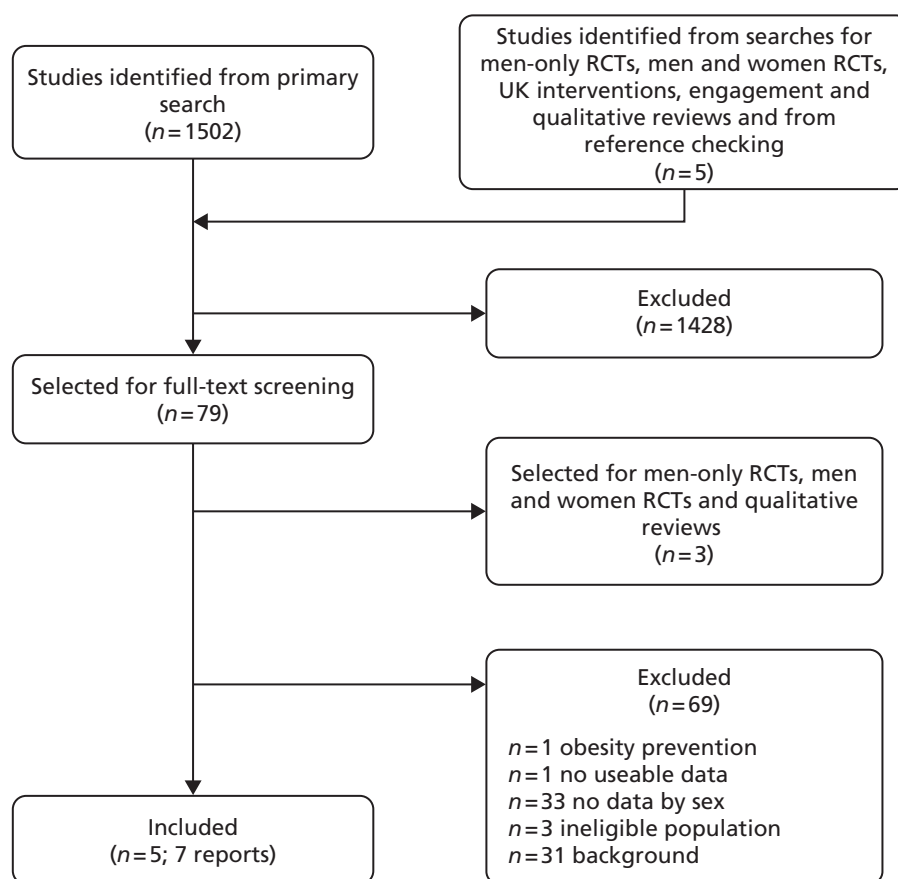 Studies identified from primary
search
(n=1502)
Studies identified from searches for
men-only RCTs, men and women RCTs,
UK interventions, engagement and
qualitative reviews and from
reference checking
(n=5)
Excluded
(n=1428)
Selected for full-text screening
(n=79)
Selected for men-only RCTs, men
and women RCTs and qualitative
reviews
(n=3)
Excluded
(n=69)
n=1 obesity prevention
n=1 no useable data
n=33 no data by sex
n=3 ineligible population
n=31 background
Included
(n=5; 7 reports)